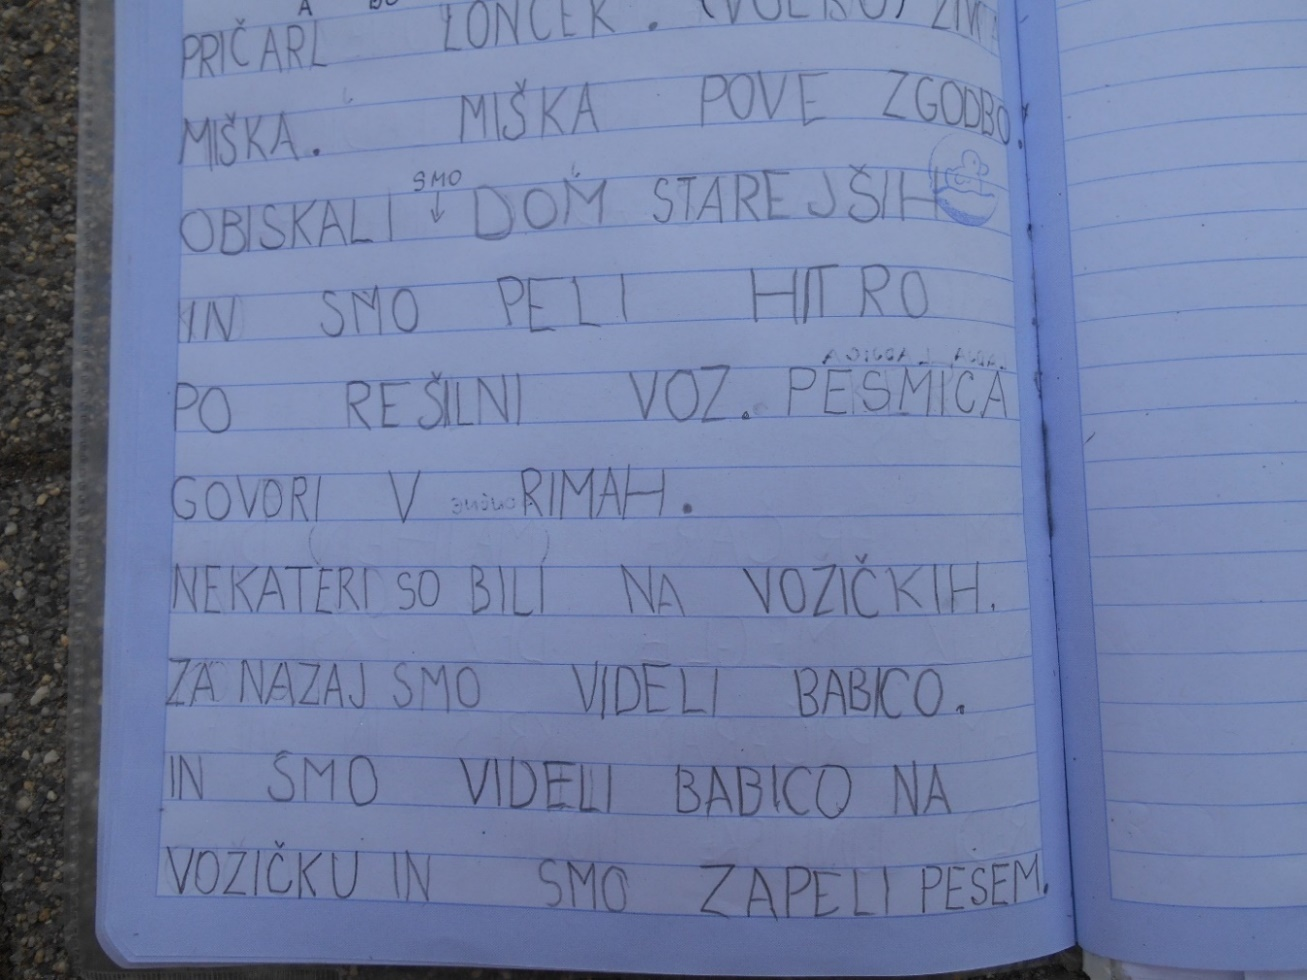 PRIČARL LONČEK.
MIŠKA. MIŠKA POVE ZGODBO.
SMO
OBISKALI ↓ DOM STAREJŠIH
IN SMO PELI HITRO
PO REŠILNI VOZ. PESMICA
GOVORI V RIMAH.
NEKATERI SO BILI NA VOZIČKIH.
ZA NAZAJ SMO VIDELI BABICO.
IN SMO VIDELI BABICO NA
VOZIČKU IN SMO ZAPELI PESEM.